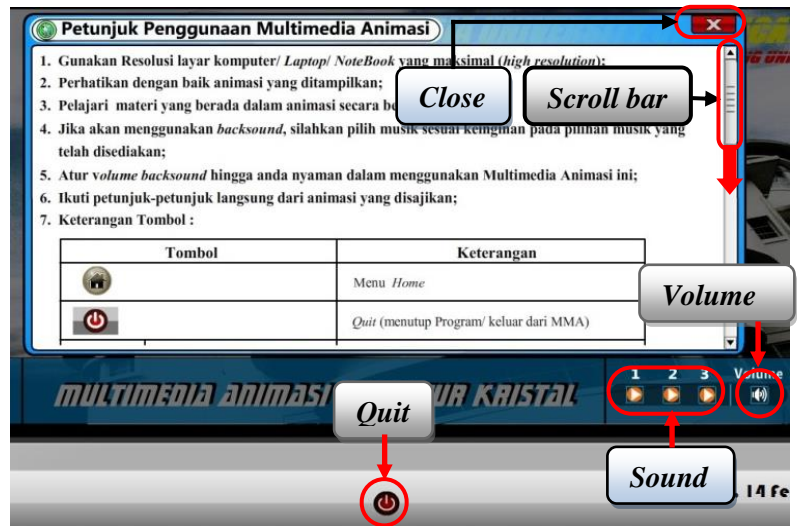 Petunjuk Penggunaan Multimedia Animasi
1. Gunakan Resolusi layar komputer/ Laptop/ NoteBook yang maksimal (high resolution);
2. Perhatikan dengan baik animasi yang ditam
3. Pelajari materi yang berada dalam animasi secara be
Close
Scroll bar
4. Jika akan menggunakan backsound, silahkan pilih musik sesuai keinginan pada pilihan musik yang
telah disediakan;
5. Atur volume backsound hingga anda nyaman dalam menggunakan Multimedia Animasi ini;
6. Ikuti petunjuk-petunjuk langsung dari animasi yang disajikan;
7. Keterangan Tombol :
Tombol Keterangan
Menu Home
Quit (menutup Program/ keluar dari MMA)
Volume
1 2 3 Volume
MULTIMEDIA ANIMASI UR KRISTAL
Quit
Sound
14 Fe